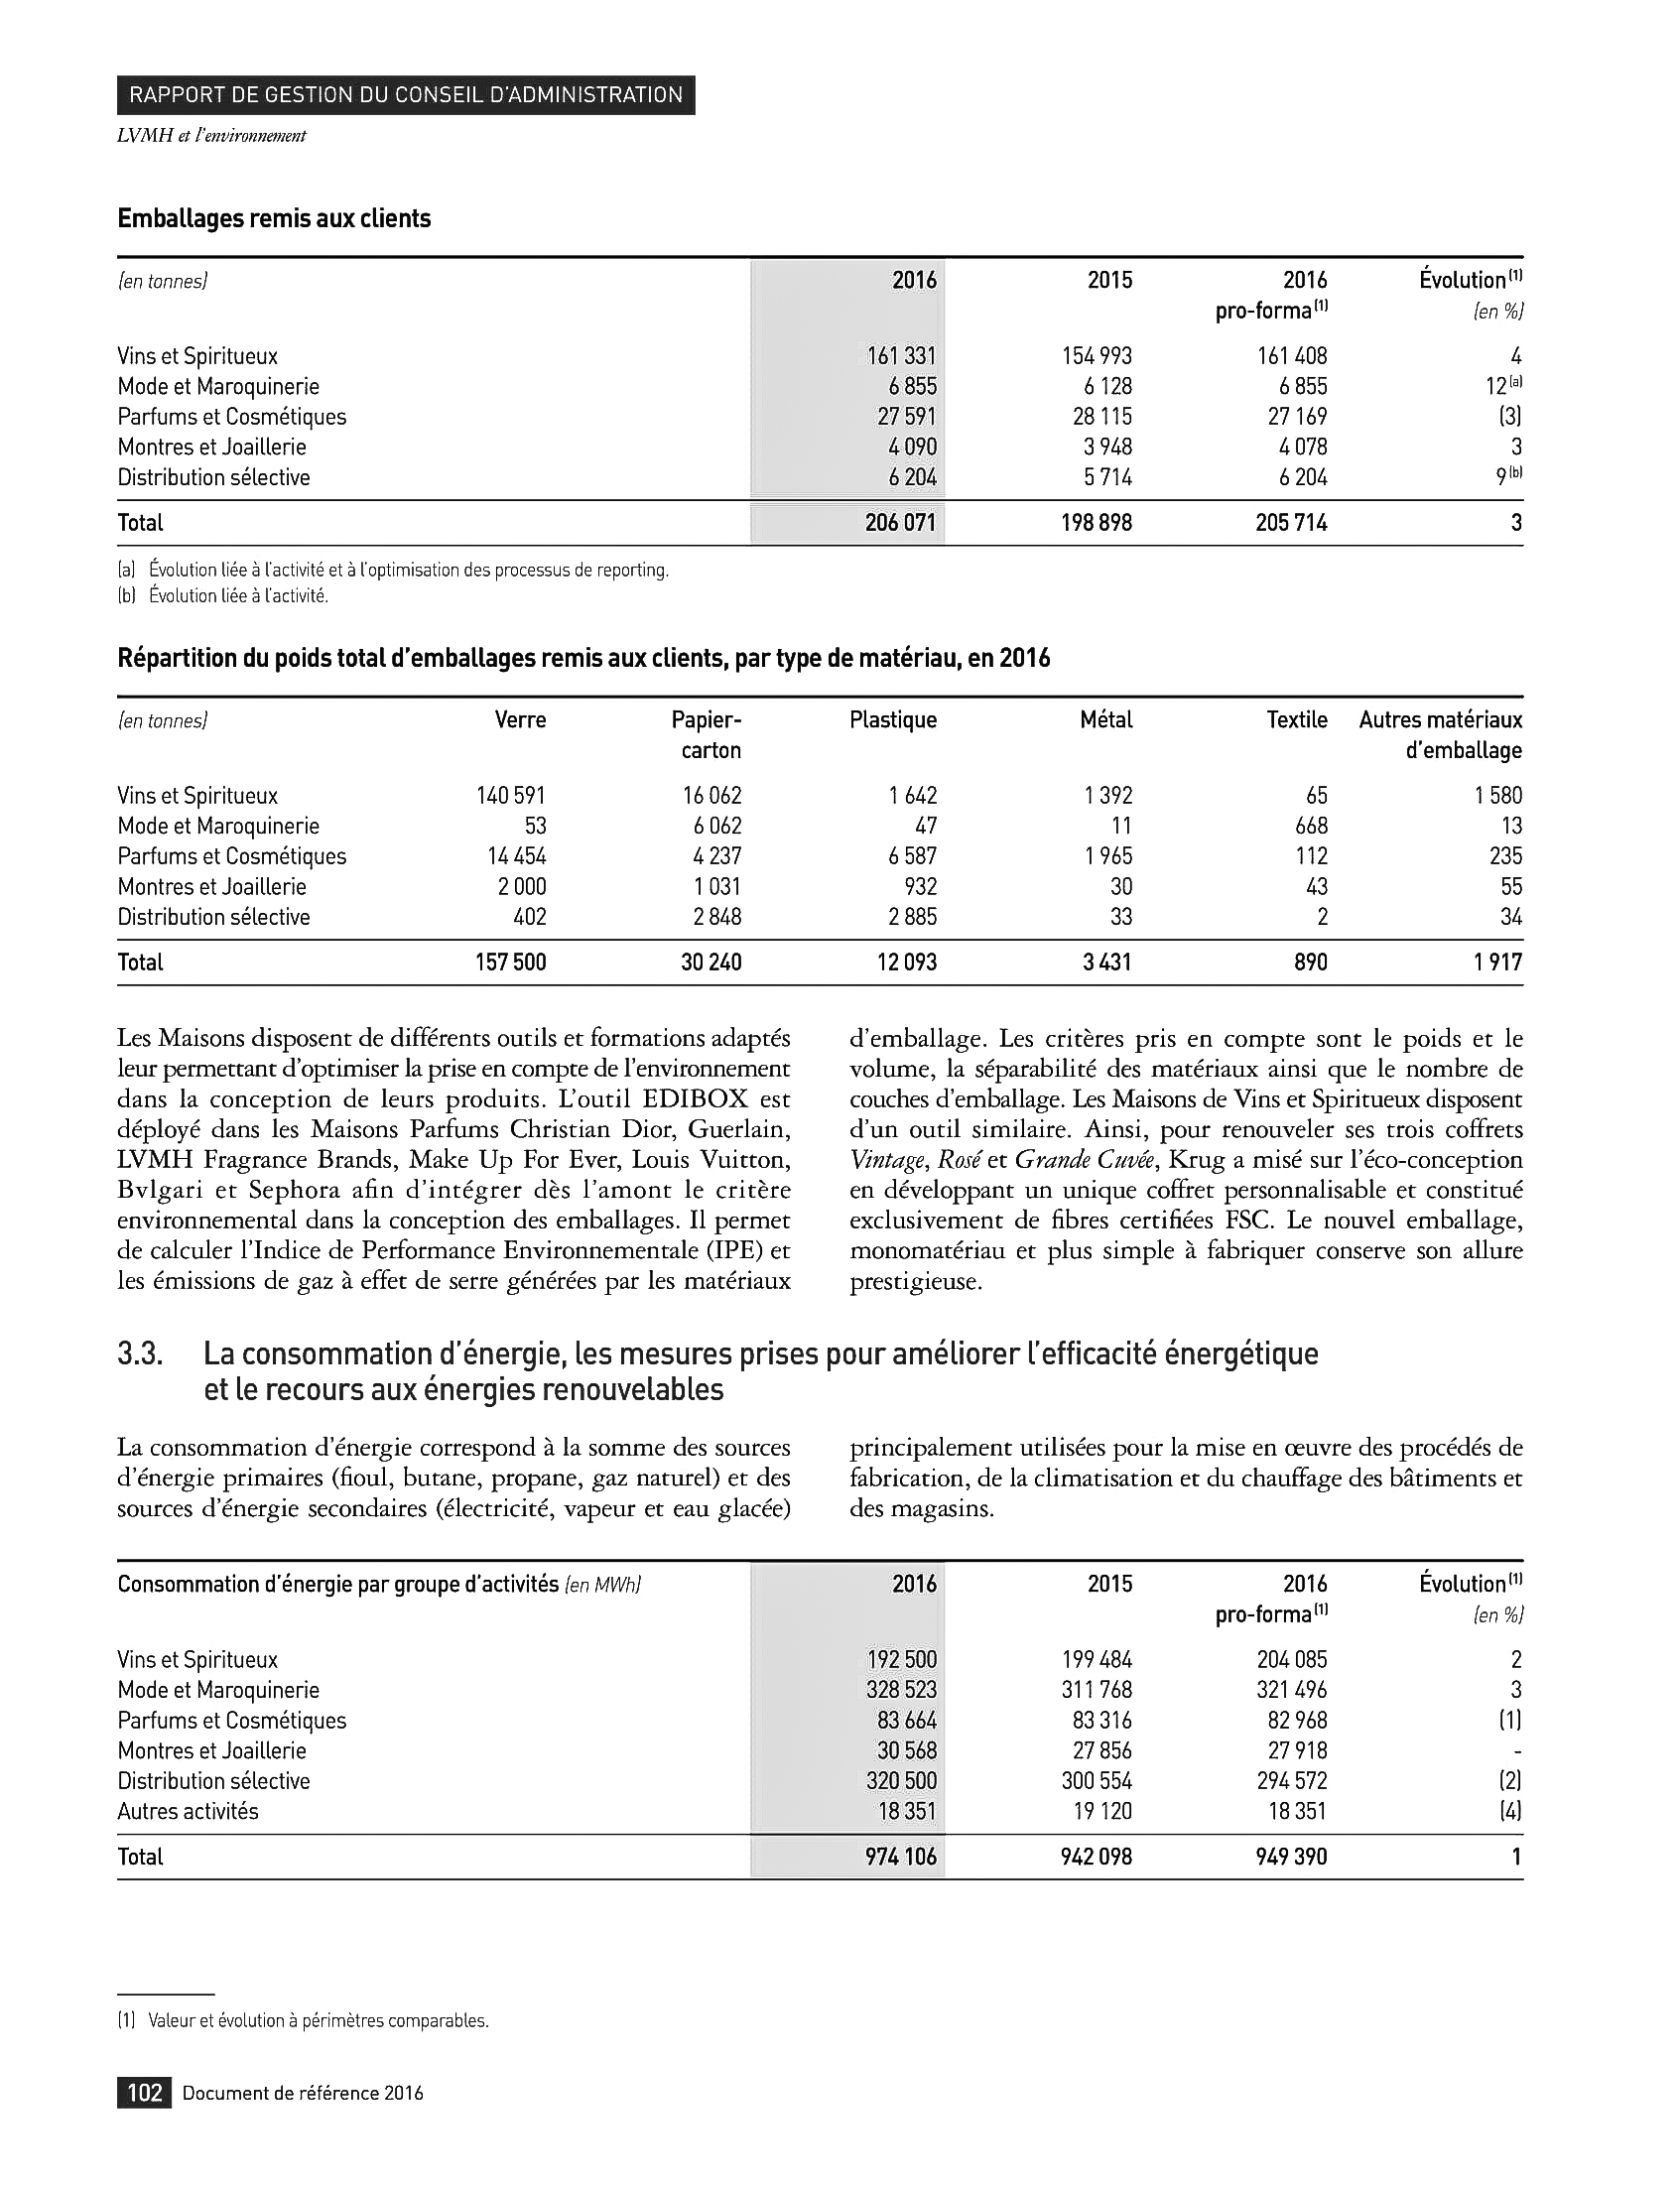 RAPPORT DE GESTION DU CONSEIL D'ADMINISTRATION
LVMH et l'environnement
Emballages remis aux clients
(en tonnes) 2016 2015 2016 Évolution(1)
pro-forma(1) (en %)
Vins et Spiritueux 161 331 154 993 161 408 4
Mode et Maroquinerie 6 855 6 128 6 855 12(a)
Parfums et Cosmétiques 27 591 28 115 27 169 (3)
Montres et Joaillerie 4 090 3 948 4 078 3
Distribution sélective 6 204 5 714 6 204 9(b)
Total 206 071 198 898 205 714 3
(a) Évolution liée à l'activité et à l'optimisation des processus de reporting.
(b) Évolution liée à l'activité.
Répartition du poids total d'emballages remis aux clients, par type de matériau, en 2016
(en tonnes) Verre Papier- Plastique Métal Textile Autres matériaux
carton d'emballage
Vins et Spiritueux 140 591 16 062 1 642 1 392 65 1 580
Mode et Maroquinerie 53 6 062 47 11 668 13
Parfums et Cosmétiques 14 454 4 237 6 587 1 965 112 235
Montres et Joaillerie 2 000 1 031 932 30 43 55
Distribution sélective 402 2 848 2 885 33 2 34
Total 157 500 30 240 12 093 3 431 890 1 917
Les Maisons disposent de différents outils et formations adaptés
leur permettant d'optimiser la prise en compte de l'environnement
dans la conception de leurs produits. L'outil EDIBOX est
déployé dans les Maisons Parfums Christian Dior, Guerlain,
LVMH Fragrance Brands, Make Up For Ever, Louis Vuitton,
Bvlgari et Sephora afin d'intégrer dès l'amont le critère
environnemental dans la conception des emballages. Il permet
de calculer l'Indice de Performance Environnementale (IPE) et
les émissions de gaz à effet de serre générées par les matériaux
d'emballage. Les critères pris en compte sont le poids et le
volume, la séparabilité des matériaux ainsi que le nombre de
couches d'emballage. Les Maisons de Vins et Spiritueux disposent
d'un outil similaire. Ainsi, pour renouveler ses trois coffrets
Vintage, Rosé et Grande Cuvée, Krug a misé sur l'éco-conception
en développant un unique coffret personnalisable et constitué
exclusivement de fibres certifiées FSC. Le nouvel emballage,
monomatériau et plus simple à fabriquer conserve son allure
prestigieuse.
3.3. La consommation d'énergie, les mesures prises pour améliorer l'efficacité énergétique
et le recours aux énergies renouvelables
La consommation d'énergie correspond à la somme des sources
d'énergie primaires (fioul, butane, propane, gaz naturel) et des
sources d'énergie secondaires (électricité, vapeur et eau glacée)
principalement utilisées pour la mise en œuvre des procédés de
fabrication, de la climatisation et du chauffage des bâtiments et
des magasins.
Consommation d'énergie par groupe d'activités (en MWh) 2016 2015 2016 Évolution(1)
pro-forma(1) (en %)
Vins et Spiritueux 192 500 199 484 204 085 2
Mode et Maroquinerie 328 523 311 768 321 496 3
Parfums et Cosmétiques 83 664 83 316 82 968 (1)
Montres et Joaillerie 30 568 27 856 27 918 -
Distribution sélective 320 500 300 554 294 572 (2)
Autres activités 18 351 19 120 18 351 (4)
Total 974 106 942 098 949 390 1
(1) Valeur et évolution à périmètres comparables.
102 Document de référence 2016